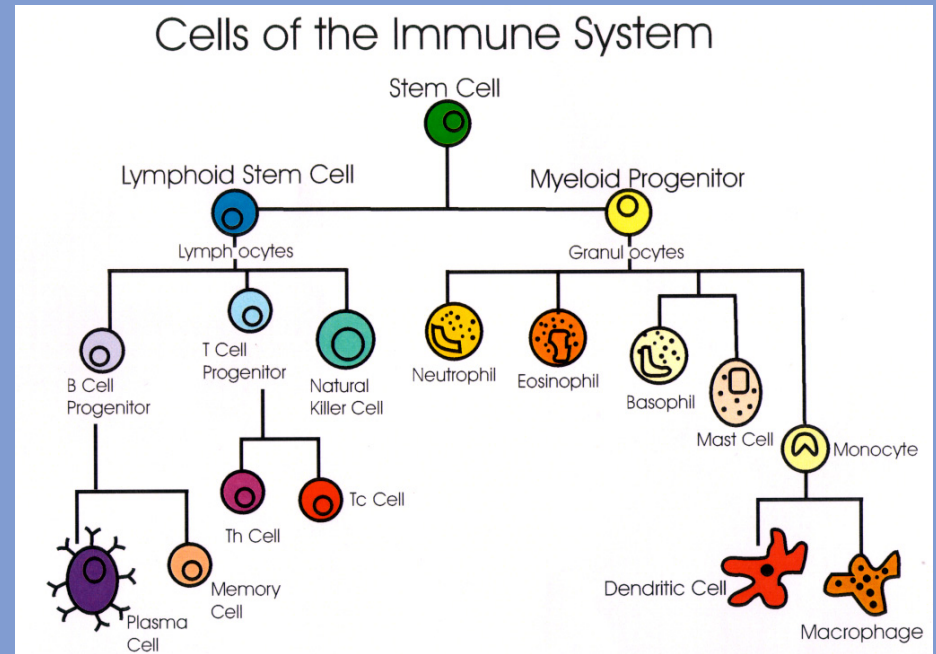 Cells of the Immune System
Stem Cell
Lymphoid Stem Cell
Myeloid Progenitor
Lymph ocytes
Granul ocytes
B Cell
Progenitor
T Cell
Progenitor
Natural
Killer Cell
Neutrophil
Eosinophil
Basophil
Mast Cell
Monocyte
Th Cell
Tc Cell
Plasma
Cell
Memory
Cell
Dendritic Cell
Macrophage